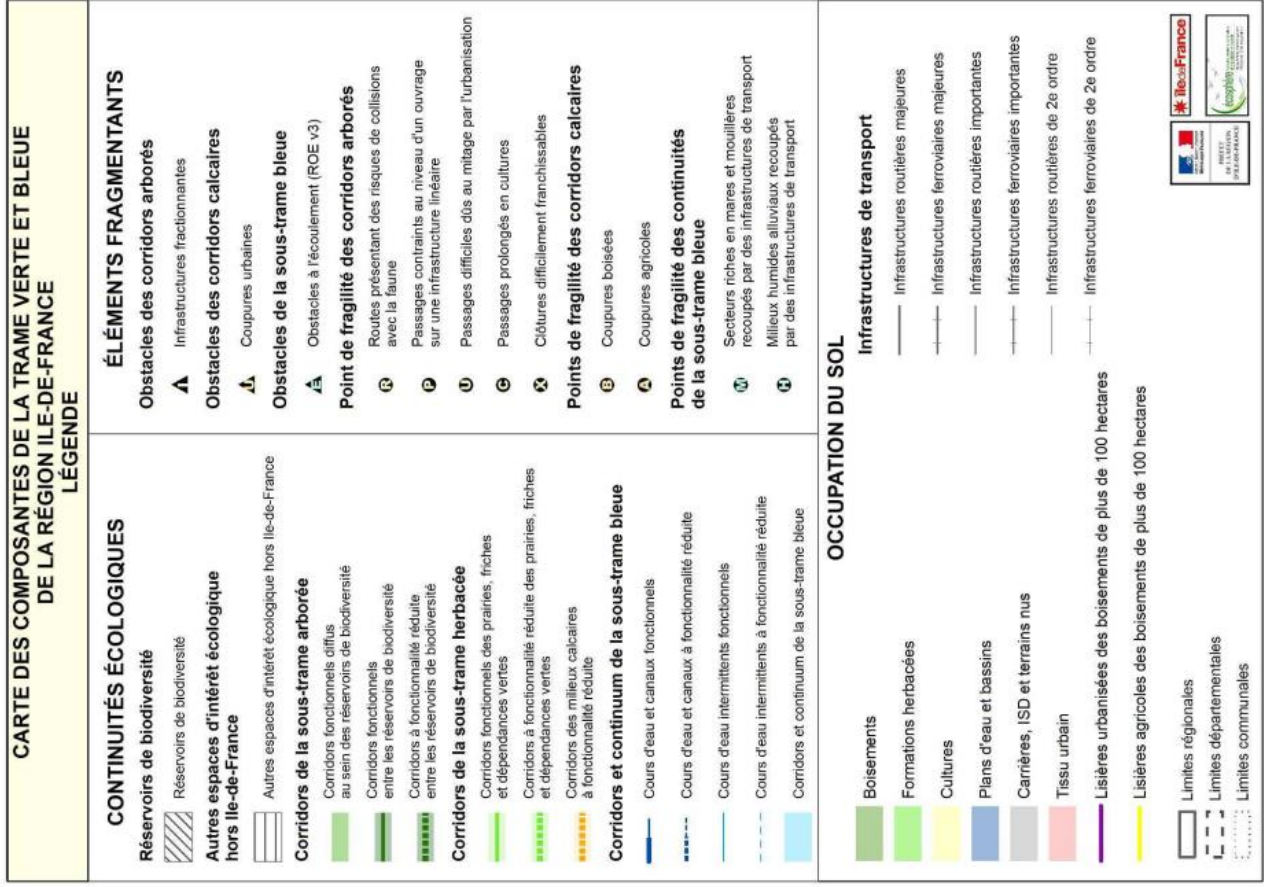 CARTE DES COMPOSANTES DE LA TRAME VERTE ET BLEUE
DE LA RÉGION ILE-DE-FRANCE
LÉGENDE
CONTINUITÉS ÉCOLOGIQUES
Réservoirs de biodiversité
Réservoirs de biodiversité
Autres espaces d'intérêt écologique
hors Ile-de-France
Autres espaces d'intérêt écologique hors Ile-de-France
Corridors de la sous-trame arborée
Corridors fonctionnels diffus
au sein des réservoirs de biodiversité
Corridors fonctionnels
entre les réservoirs de biodiversité
Corridors à fonctionnalité réduite
entre les réservoirs de biodiversité
Corridors de la sous-trame herbacée
Corridors fonctionnels des prairies, friches
et dépendances vertes
Corridors à fonctionnalité réduite des prairies, friches
et dépendances vertes
Corridors des milieux calcaires
à fonctionnalité réduite
Corridors et continuum de la sous-trame bleue
Cours d'eau et canaux fonctionnels
Cours d'eau et canaux à fonctionnalité réduite
Cours d'eau intermittents fonctionnels
Cours d'eau intermittents à fonctionnalité réduite
Corridors et continuum de la sous-trame bleue
ÉLÉMENTS FRAGMENTANTS
Obstacles des corridors arborés
Infrastructures fractionnantes
Obstacles des corridors calcaires
U Coupures urbaines
Obstacles de la sous-trame bleue
E Obstacles à l'écoulement (ROE v3)
Point de fragilité des corridors arborés
R Routes présentant des risques de collisions
avec la faune
P Passages contraints au niveau d'un ouvrage
sur une infrastructure linéaire
U Passages difficiles dûs au mitage par l'urbanisation
C Passages prolongés en cultures
X Clôtures difficilement franchissables
Points de fragilité des corridors calcaires
B Coupures boisées
A Coupures agricoles
Points de fragilité des continuités
de la sous-trame bleue
M Secteurs riches en mares et mouillères
recoupés par des infrastructures de transport
H Milieux humides alluviaux recoupés
par des infrastructures de transport
OCCUPATION DU SOL
Boisements
Formations herbacées
Cultures
Plans d'eau et bassins
Carrières, ISD et terrains nus
Tissu urbain
Lisières urbanisées des boisements de plus de 100 hectares
Lisières agricoles des boisements de plus de 100 hectares
Limites régionales
Limites départementales
Limites communales
Infrastructures de transport
Infrastructures routières majeures
Infrastructures ferroviaires majeures
Infrastructures routières importantes
Infrastructures ferroviaires importantes
Infrastructures routières de 2e ordre
Infrastructures ferroviaires de 2e ordre
PRÉFET
DE LA RÉGION
D'ILE-DE-FRANCE
îledeFrance
écosphère